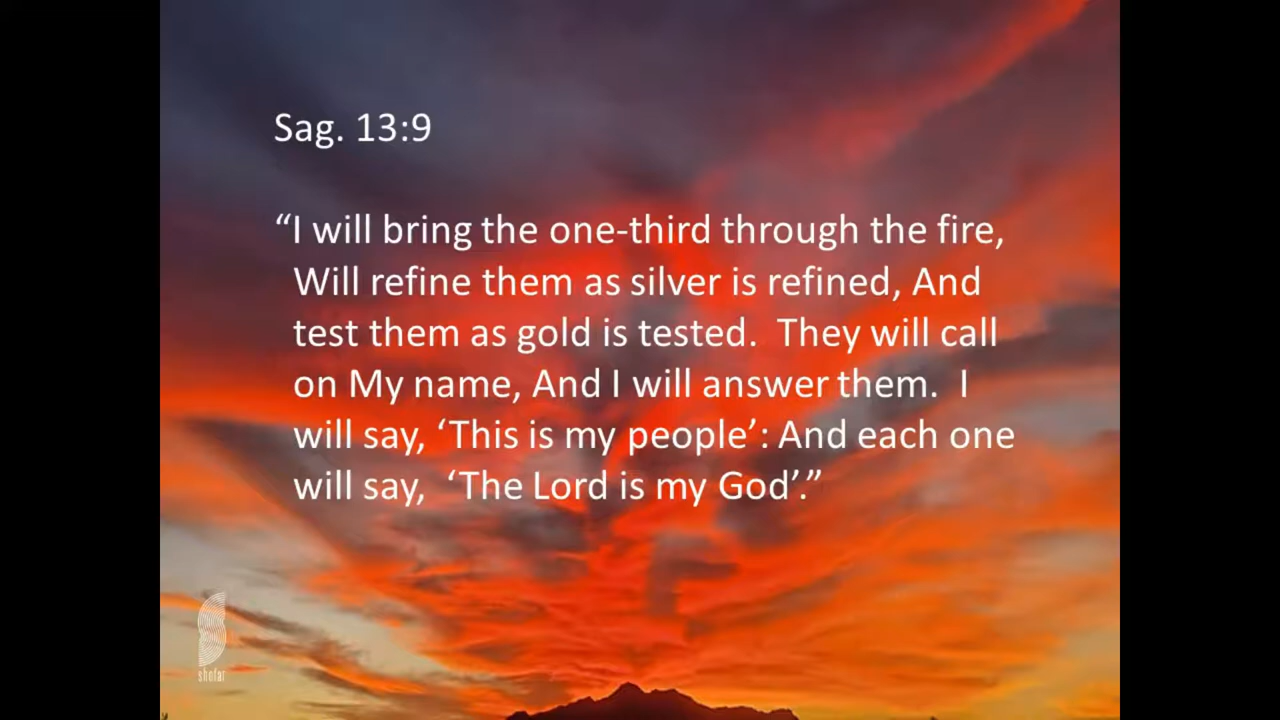 Sag. 13:9
“I will bring the one-third through the fire,
Will refine them as silver is refined, And
test them as gold is tested.  They will call
on My name, And I will answer them.  I
will say, ‘This is my people’: And each one
will say,  ‘The Lord is my God’.”
shofar